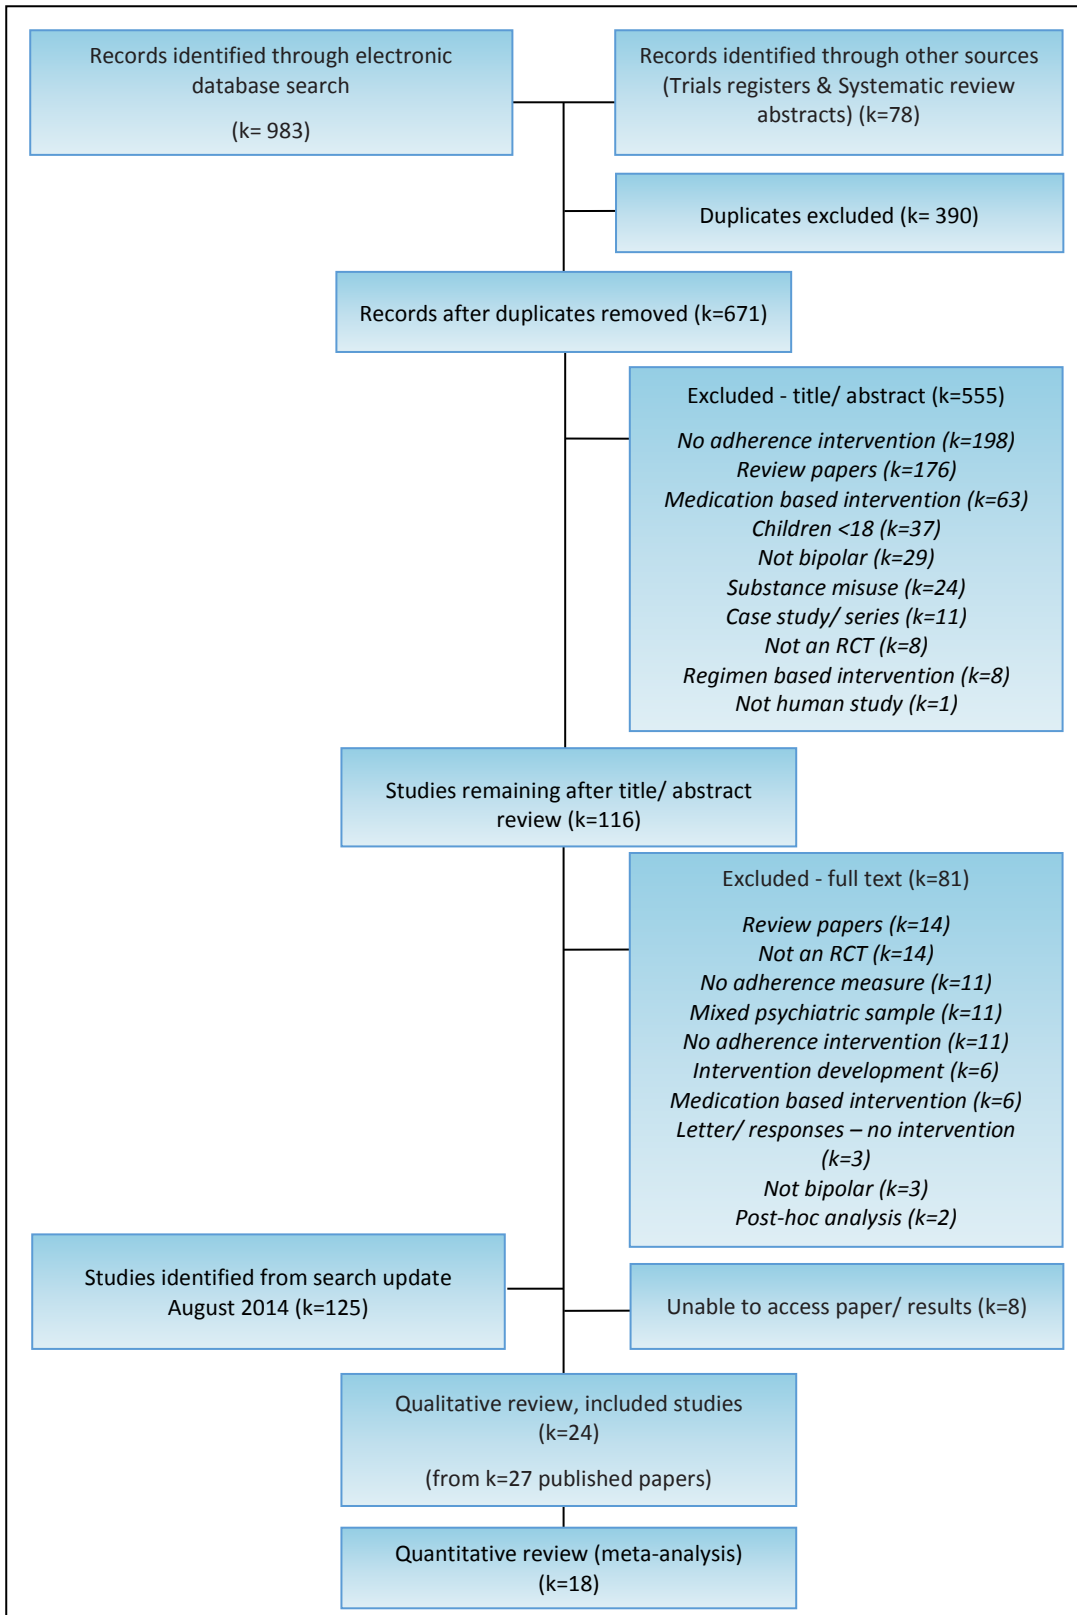 Records identified through electronic
database search
(k= 983)
Records identified through other sources
(Trials registers & Systematic review
abstracts) (k=78)
Duplicates excluded (k= 390)
Records after duplicates removed (k=671)
Excluded - title/ abstract (k=555)
No adherence intervention (k=198)
Review papers (k=176)
Medication based intervention (k=63)
Children <18 (k=37)
Not bipolar (k=29)
Substance misuse (k=24)
Case study/ series (k=11)
Not an RCT (k=8)
Regimen based intervention (k=8)
Not human study (k=1)
Studies remaining after title/ abstract
review (k=116)
Excluded - full text (k=81)
Review papers (k=14)
Not an RCT (k=14)
No adherence measure (k=11)
Mixed psychiatric sample (k=11)
No adherence intervention (k=11)
Intervention development (k=6)
Medication based intervention (k=6)
Letter/ responses – no intervention
(k=3)
Not bipolar (k=3)
Post-hoc analysis (k=2)
Studies identified from search update
August 2014 (k=125)
Unable to access paper/ results (k=8)
Qualitative review, included studies
(k=24)
(from k=27 published papers)
Quantitative review (meta-analysis)
(k=18)